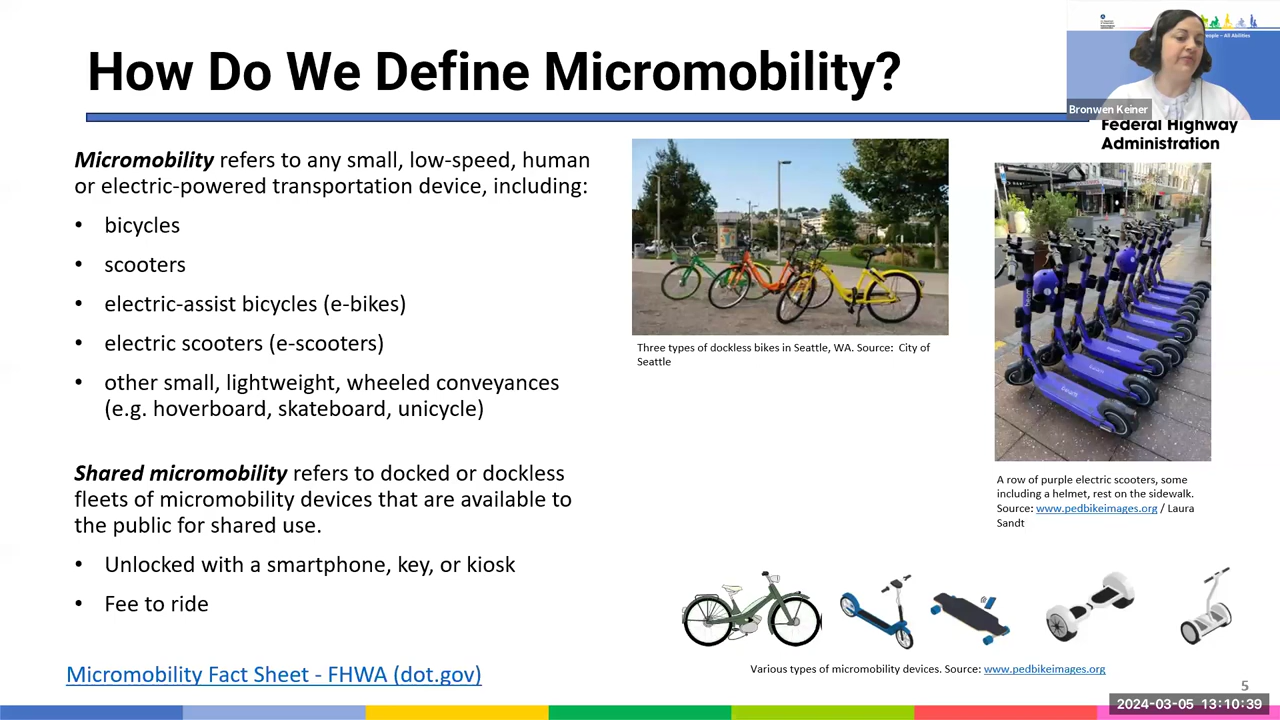 How Do We Define Micromobility?
People – All Abilities
Bronwen Keiner
Federal Highway
Administration
Micromobility refers to any small, low-speed, human
or electric-powered transportation device, including:
• bicycles
• scooters
• electric-assist bicycles (e-bikes)
• electric scooters (e-scooters)
• other small, lightweight, wheeled conveyances
(e.g. hoverboard, skateboard, unicycle)
Shared micromobility refers to docked or dockless
fleets of micromobility devices that are available to
the public for shared use.
• Unlocked with a smartphone, key, or kiosk
• Fee to ride
Micromobility Fact Sheet - FHWA (dot.gov)
Three types of dockless bikes in Seattle, WA. Source: City of
Seattle
A row of purple electric scooters, some
including a helmet, rest on the sidewalk.
Source: www.pedbikeimages.org / Laura
Sandt
Various types of micromobility devices. Source: www.pedbikeimages.org
5
2024-03-05 13:10:39